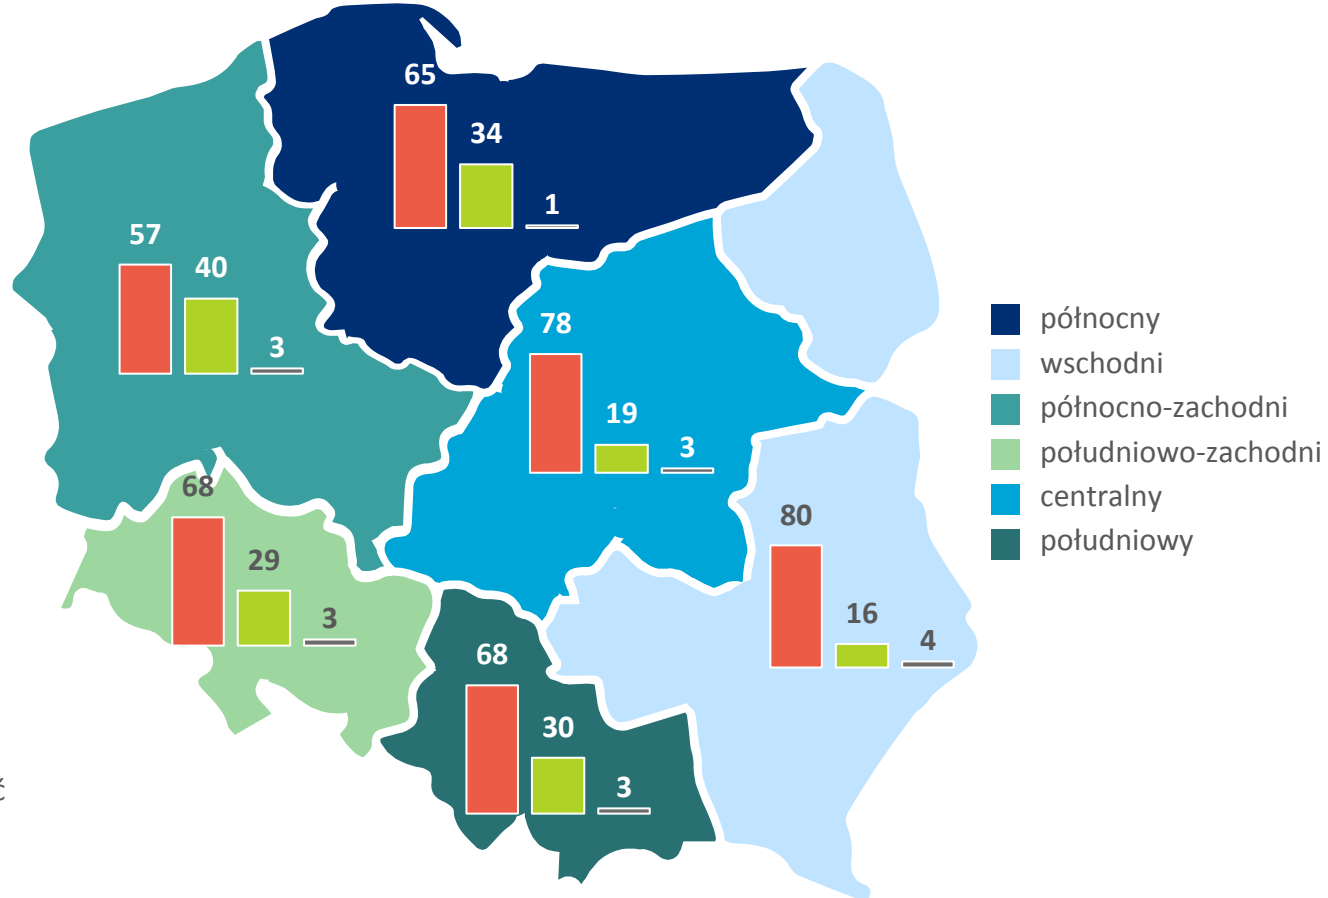 65
34
1
57
40
3
78
19
3
68
29
3
80
16
4
68
30
3
północny
wschodni
północno-zachodni
południowo-zachodni
centralny
południowy
ć